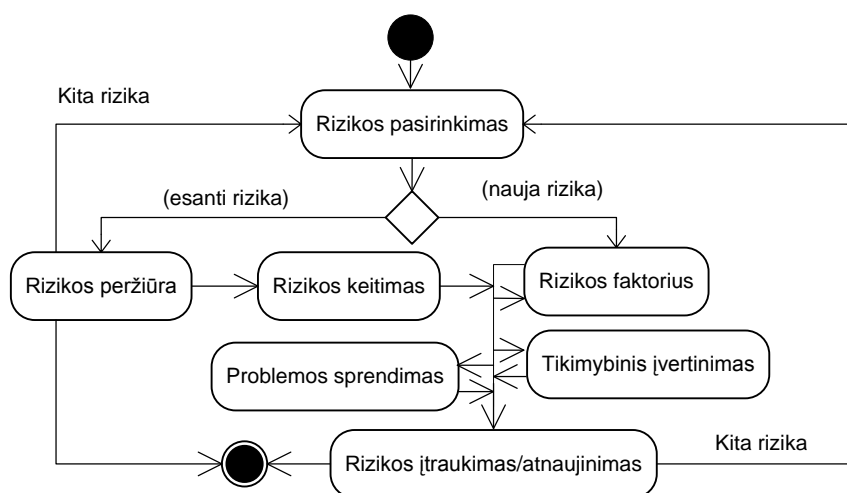 Kita rizika
Rizikos pasirinkimas
(esanti rizika)
(nauja rizika)
Rizikos peržiūra
Rizikos keitimas
Rizikos faktorius
Problemos sprendimas
Tikimybinis įvertinimas
Rizikos įtraukimas/atnaujinimas
Kita rizika